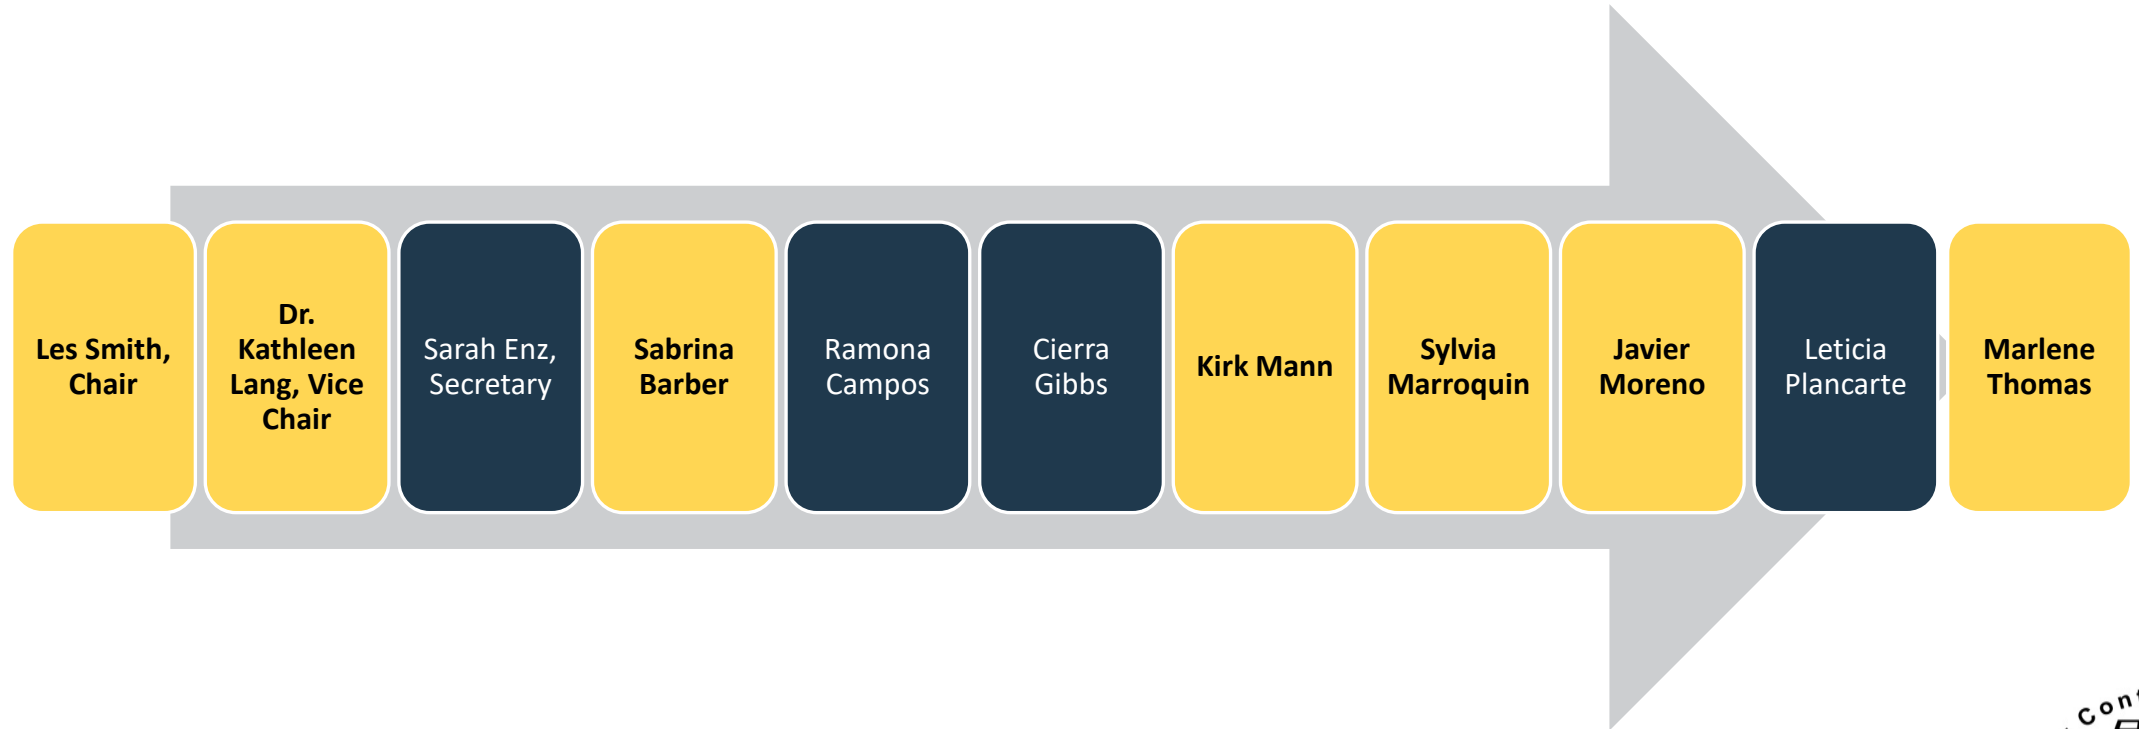 Les Smith,
Chair
Dr.
Kathleen
Lang, Vice
Chair
Sarah Enz,
Secretary
Sabrina
Barber
Ramona
Campos
Cierra
Gibbs
Kirk Mann
Sylvia
Marroquin
Javier
Moreno
Leticia
Plancarte
Marlene
Thomas